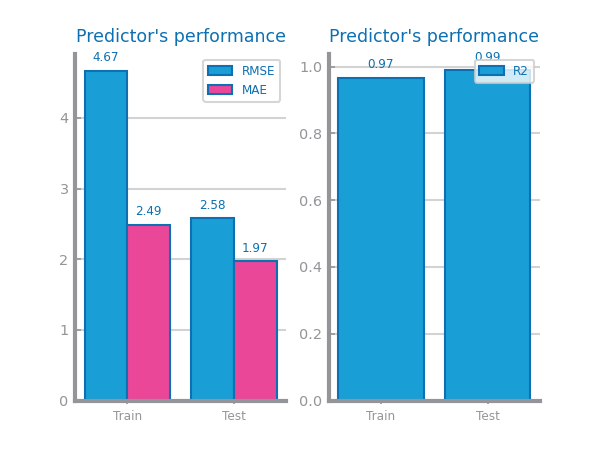 Predictor's performance
4.67
RMSE
MAE
4
3
2.58
2.49
1.97
2
1
0
Train
Test
Predictor's performance
0.99
0.97
R2
1.0
0.8
0.6
0.4
0.2
0.0
Train
Test